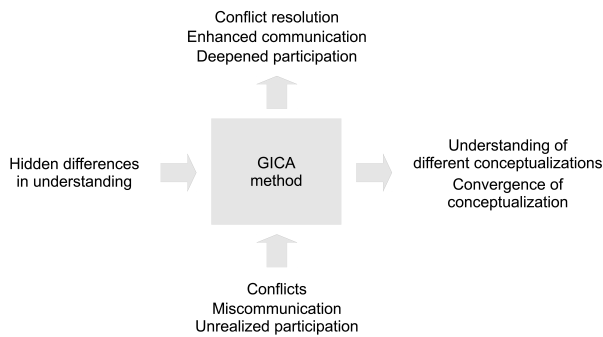 Conflict resolution
Enhanced communication
Deepened participation
Hidden differences
in understanding
GICA
method
Understanding of
different conceptualizations
Convergence of
conceptualization
Conflicts
Miscommunication
Unrealized participation